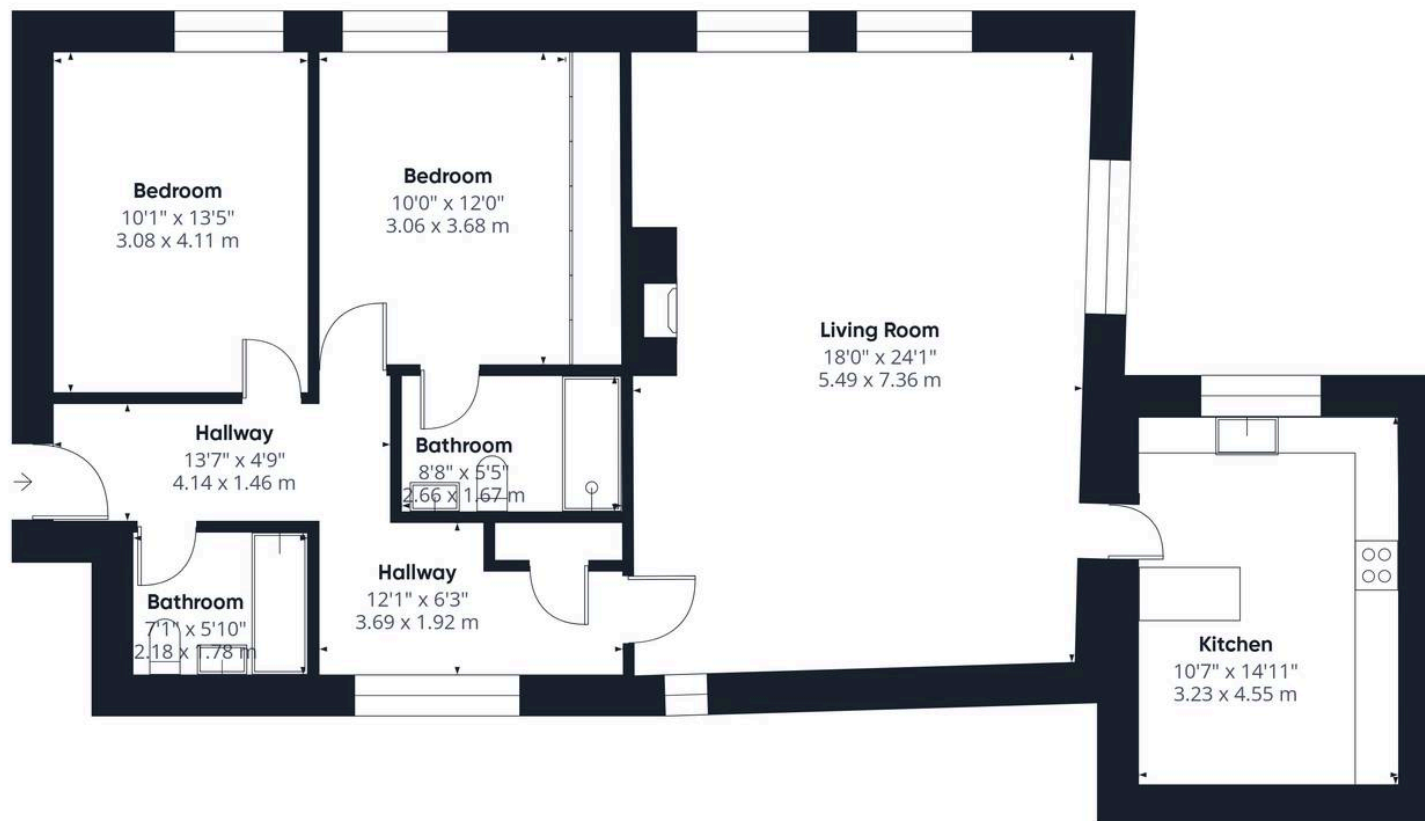 Bedroom
10'1" x 13'5"
3.08 x 4.11 m
Bedroom
10'0" x 12'0"
3.06 x 3.68 m
Living Room
18'0" x 24'1"
5.49 x 7.36 m
Hallway
13'7" x 4'9"
4.14 x 1.46 m
Bathroom
8'8" x 5'5"
2.66 x 1.67 m
Hallway
12'1" x 6'3"
3.69 x 1.92 m
Bathroom
7'1" x 5'10"
2.18 x 1.78 m
Kitchen
10'7" x 14'11"
3.23 x 4.55 m